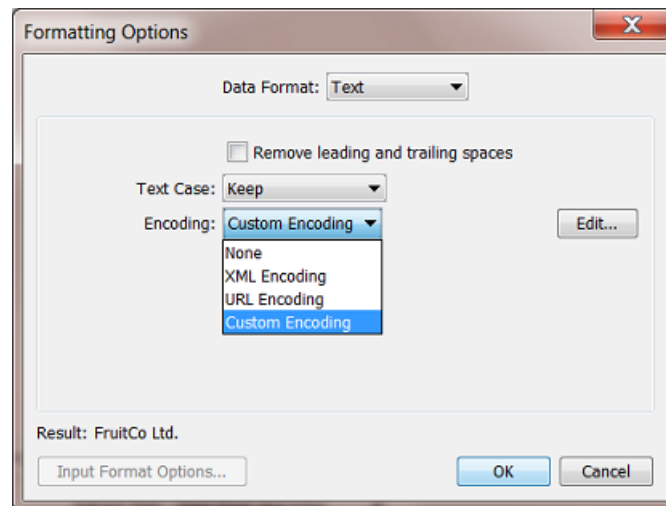 Formatting Options
X
Data Format: Text
Remove leading and trailing spaces
Text Case: Keep
Encoding: Custom Encoding Edit...
None
XML Encoding
URL Encoding
Custom Encoding
Result: FruitCo Ltd.
Input Format Options... OK Cancel